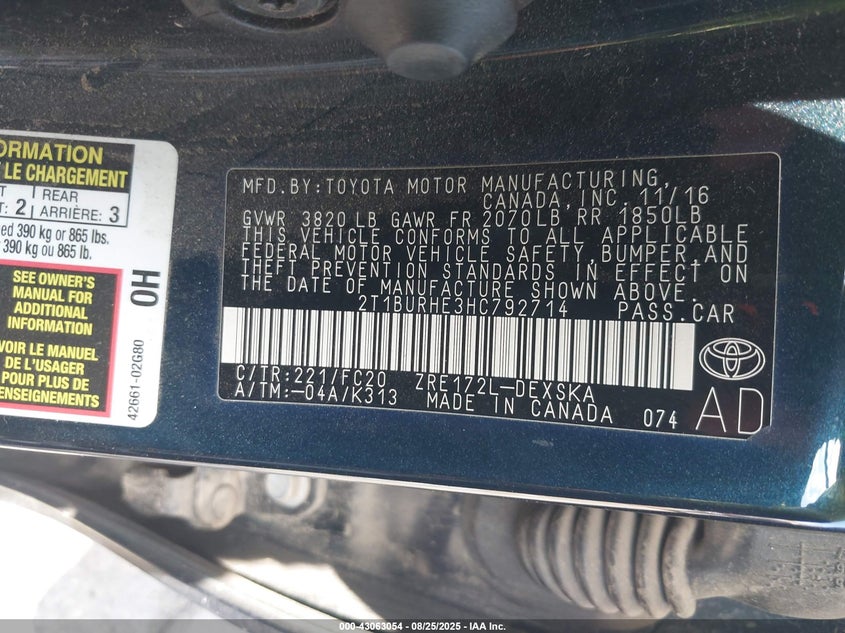 ORMATION
LE CHARGEMENT
REAR
2
ARRIÈRE: 3
ed 390 kg or 865 lbs.
390 kg ou 865 lb.
SEE OWNER'S
MANUAL FOR
ADDITIONAL
INFORMATION
VOIR LE MANUEL
DE L'USAGER
POUR PLUS DE
RENSEIGNEMENTS
0H
42661-02G80
MFD.BY:TOYOTA MOTOR MANUFACTURING,
CANADA,INC. 11/16
GVWR 3820 LB GAWR FR 2070LB, RR 1850LB
THIS VEHICLE CONFORMS TO ALL APPLICABLE
FEDERAL MOTOR VEHICLE SAFETY,BUMPER,AND
THEFT PREVENTION STANDARDS IN EFFECT ON
THE DATE OF MANUFACTURE SHOWN ABOVE.
2T1BURHE3HC792714 PASS.CAR
C/TR:221/FC20 ZRE172L-DEXSKA
A/TM:-04A/K313 MADE IN CANADA 074
AD
000-43063054 - 08/25/2025 - IAA Inc.